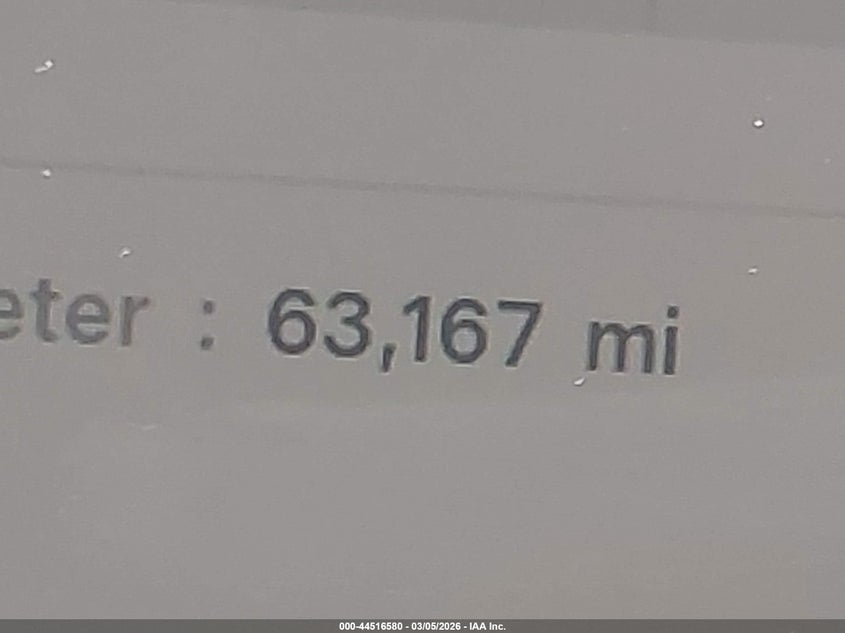 eter : 63,167 mi
000-44516580 - 03/05/2026 - IAA Inc.